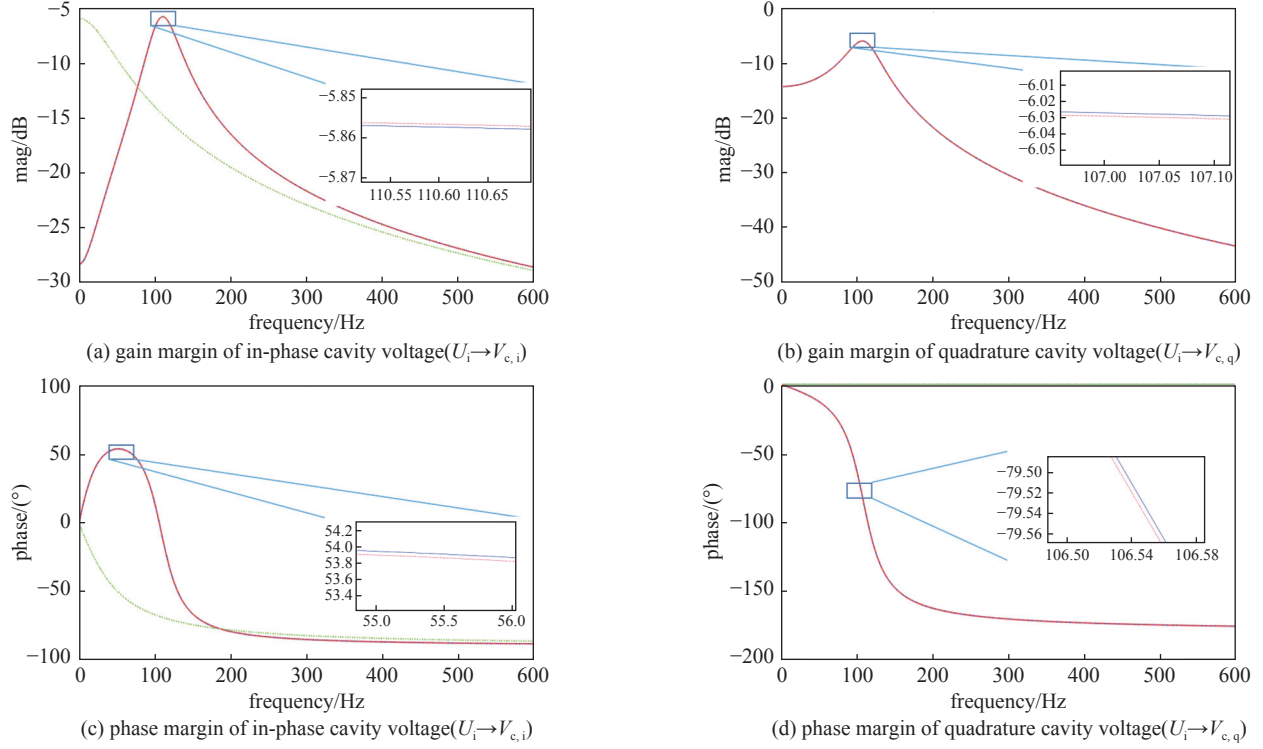 −5
−10
−15
−20
−25
−30
mag/dB
−5.85
−5.86
−5.87
110.55 110.60 110.65
0 100 200 300 400 500 600
frequency/Hz
(a) gain margin of in-phase cavity voltage(Ui→Vc, i)
0
−10
−20
−30
−40
−50
mag/dB
−6.01
−6.02
−6.03
−6.04
−6.05
107.00 107.05 107.10
0 100 200 300 400 500 600
frequency/Hz
(b) gain margin of quadrature cavity voltage(Ui→Vc, q)
100
50
0
−50
−100
phase/(°)
54.2
54.0
53.8
53.6
53.4
55.0 55.5 56.0
0 100 200 300 400 500 600
frequency/Hz
(c) phase margin of in-phase cavity voltage(Ui→Vc, i)
0
−50
−100
−150
−200
phase/(°)
−79.50
−79.52
−79.54
−79.56
106.50 106.54 106.58
0 100 200 300 400 500 600
frequency/Hz
(d) phase margin of quadrature cavity voltage(Ui→Vc, q)